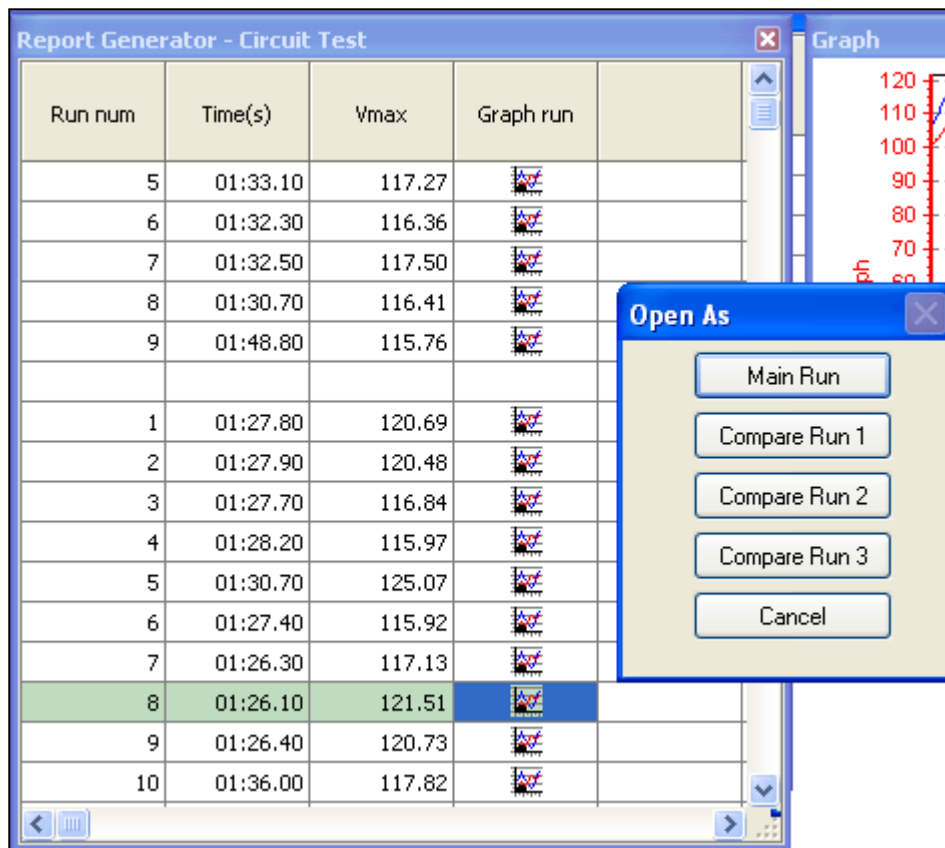 Report Generator - Circuit Test
Run num Time(s) Vmax Graph run
5 01:33.10 117.27
6 01:32.30 116.36
7 01:32.50 117.50
8 01:30.70 116.41
9 01:48.80 115.76
1 01:27.80 120.69
2 01:27.90 120.48
3 01:27.70 116.84
4 01:28.20 115.97
5 01:30.70 125.07
6 01:27.40 115.92
7 01:26.30 117.13
8 01:26.10 121.51
9 01:26.40 120.73
10 01:36.00 117.82
Graph
120
110
100
90
80
70
60
Open As
Main Run
Compare Run 1
Compare Run 2
Compare Run 3
Cancel